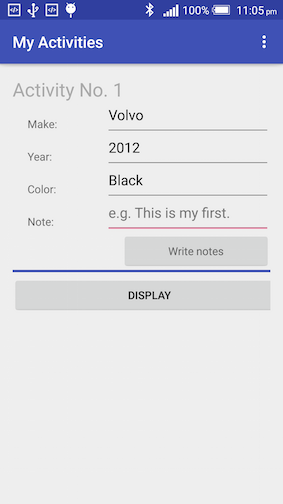 100% 11:05 pm
My Activities
Activity No. 1
Make: Volvo
Year: 2012
Color: Black
Note: e.g. This is my first.
Write notes
DISPLAY